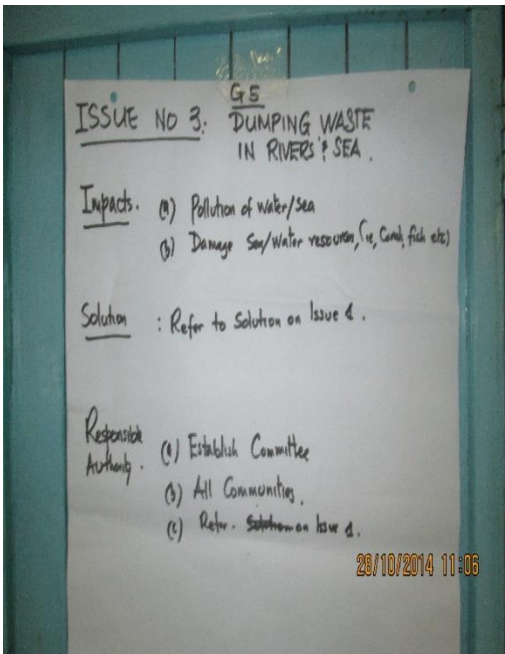 G5
ISSUE NO 3: DUMPING WASTE
IN RIVERS & SEA.
Impacts. (a) Pollution of water/sea
(b) Damage Sea/Water resources, (ie, Coral, fish etc)
Solution : Refer to Solution on Issue 1.
Responsible
Authority. (a) Establish Committee
(b) All Communities.
(c) Refer. Solution on Issue 1.
28/10/2014 11:06